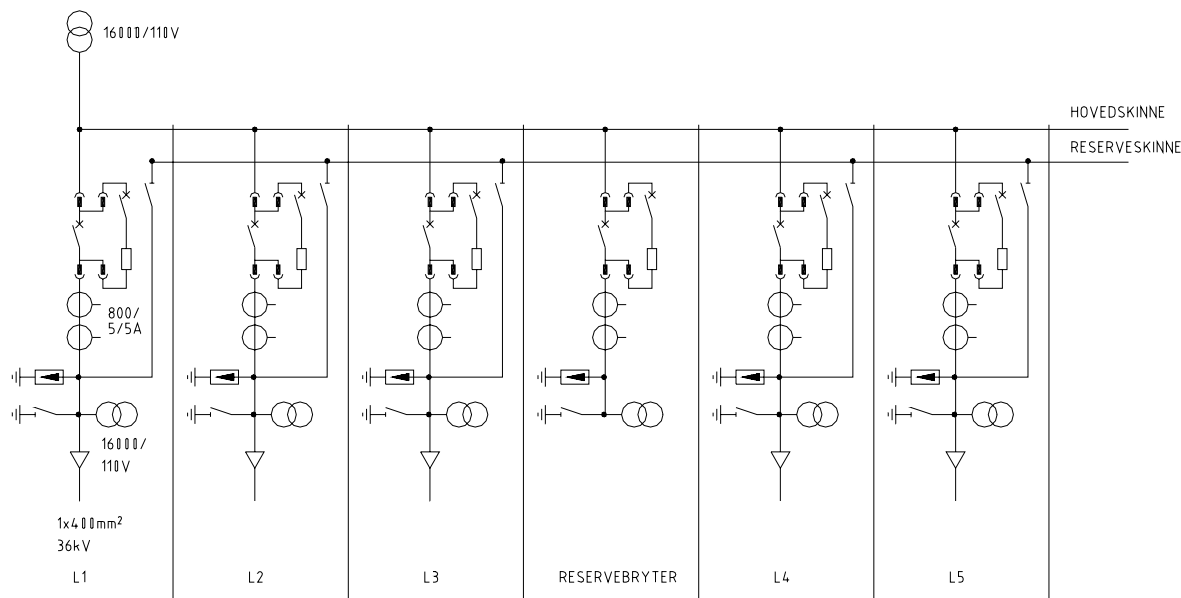 16000/110V
HOVEDSKINNE
RESERVESKINNE
800/
5/5A
16000/
110V
1x400mm²
36kV
L1
L2
L3
RESERVEBRYTER
L4
L5